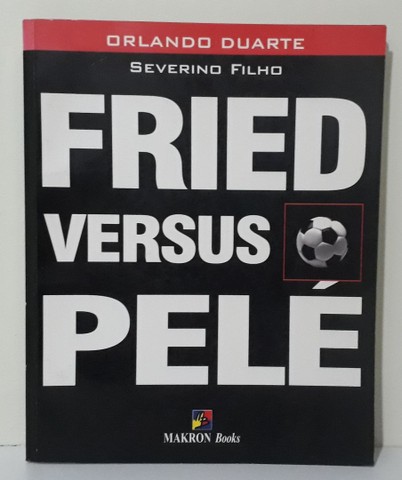 ORLANDO DUARTE
SEVERINO FILHO
FRIED
VERSUS
PELÉ
MAKRON Books